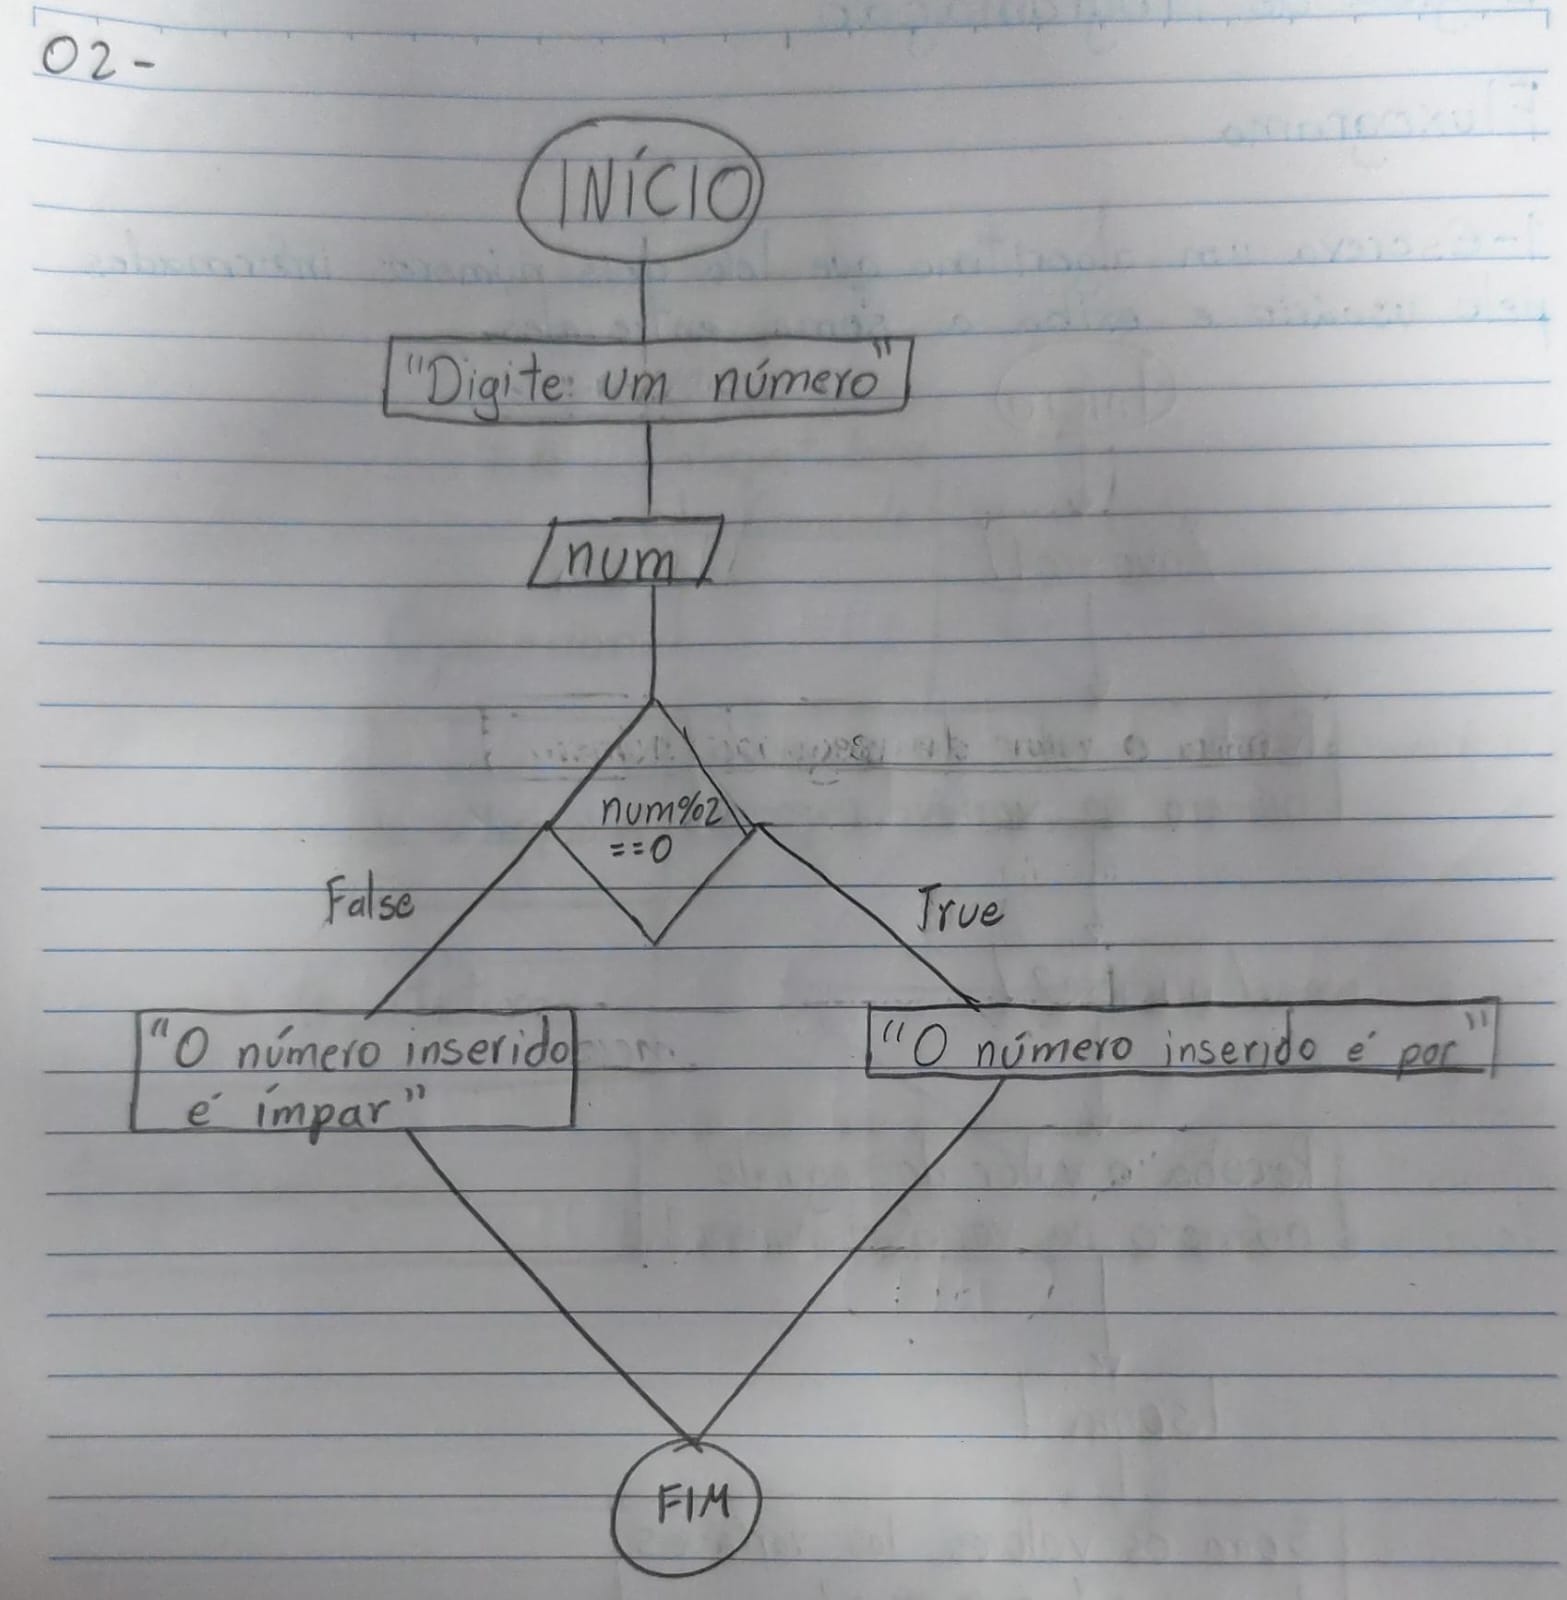 02-
INÍCIO
"Digite: um número"
num
num%2
==0
False
True
"O número inserido
é ímpar"
"O número inserido é par"
FIM